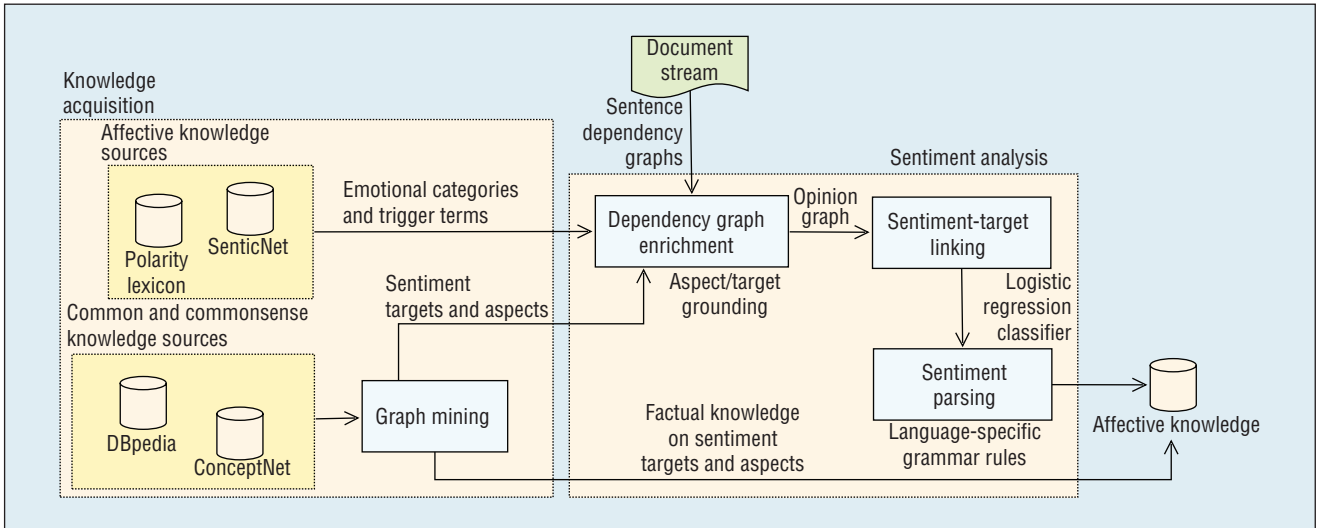 Document
stream
Knowledge
acquisition
Sentence
dependency
graphs
Affective knowledge
sources
Sentiment analysis
Emotional categories
and trigger terms
Polarity
lexicon
SenticNet
Dependency graph
enrichment
Opinion
graph
Sentiment-target
linking
Aspect/target
grounding
Sentiment
targets and aspects
Logistic
regression
classifier
Common and commonsense
knowledge sources
DBpedia
ConceptNet
Graph mining
Sentiment
parsing
Language-specific
grammar rules
Factual knowledge
on sentiment
targets and aspects
Affective knowledge